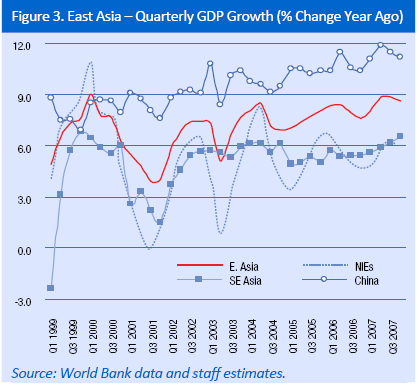 Figure 3. East Asia – Quarterly GDP Growth (% Change Year Ago)
12.0
9.0
6.0
3.0
0.0
-3.0
E. Asia
NIEs
SE Asia
China
Q1 1999
Q3 1999
Q1 2000
Q3 2000
Q1 2001
Q3 2001
Q1 2002
Q3 2002
Q1 2003
Q3 2003
Q1 2004
Q3 2004
Q1 2005
Q3 2005
Q1 2006
Q3 2006
Q1 2007
Q3 2007
Source: World Bank data and staff estimates.